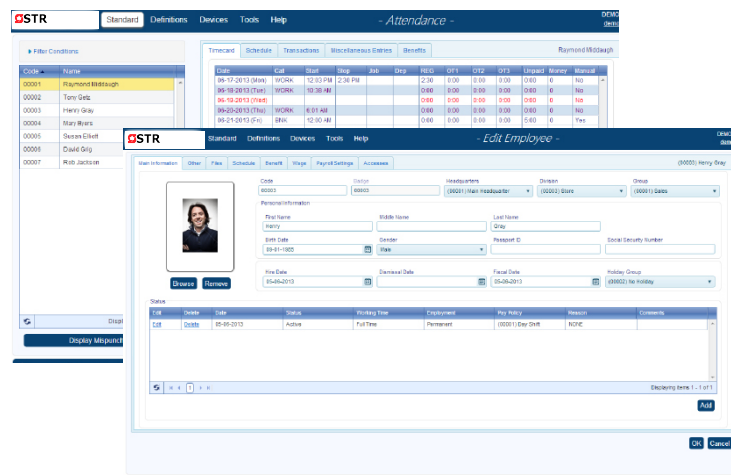 STR Standard Definitions Devices Tools Help - Attendance - DEMO
demo
Filter Conditions
Timecard Schedule Transactions Miscellaneous Entries Benefits Raymond Middaugh
Code Name
00001 Raymond Middaugh
00002 Tony Getz
00003 Henry Gray
00004 Mary Byers
00005 Susan Elliott
00006 David Grig
00007 Rob Jackson
Date Cat Start Stop Job Dep REG OT1 OT2 OT3 Unpaid Money Manual
06-17-2013 (Mon) WORK 12:03 PM 2:30 PM 2:30 0:00 0:00 0:00 0:00 0 No
06-18-2013 (Tue) WORK 10:38 AM 0:00 0:00 0:00 0:00 0:00 0 No
06-19-2013 (Wed) 0:00 0:00 0:00 0:00 0:00 0 No
06-20-2013 (Thu) WORK 6:01 AM 0:00 0:00 0:00 0:00 0:00 0 No
06-21-2013 (Fri) BNK 12:00 AM 0:00 0:00 0:00 0:00 5:00 0 Yes
Displ
Display Mispunch
STR Standard Definitions Devices Tools Help - Edit Employee - DEMO
dem
Main Information Other Files Schedule Benefit Wage Payroll Settings Accesses (00003) Henry Gray
Code Badge Headquarters Division Group
00003 00003 (00001) Main Headquarter (00003) Store (00001) Sales
Personal Information
First Name Middle Name Last Name
Henry Gray
Birth Date Gender Passport ID Social Security Number
Male
Hire Date Dismissal Date Fiscal Date Holiday Group
05-06-2013 05-06-2013 (00002) No Holiday
Browse Remove
Status
Edit Delete Date Status Working Time Employment Pay Policy Reason Comments
Edit Delete 05-06-2013 Active Full Time Permanent (00001) Day Shift NONE
1 Displaying items 1 - 1 of 1
Add
OK Cancel